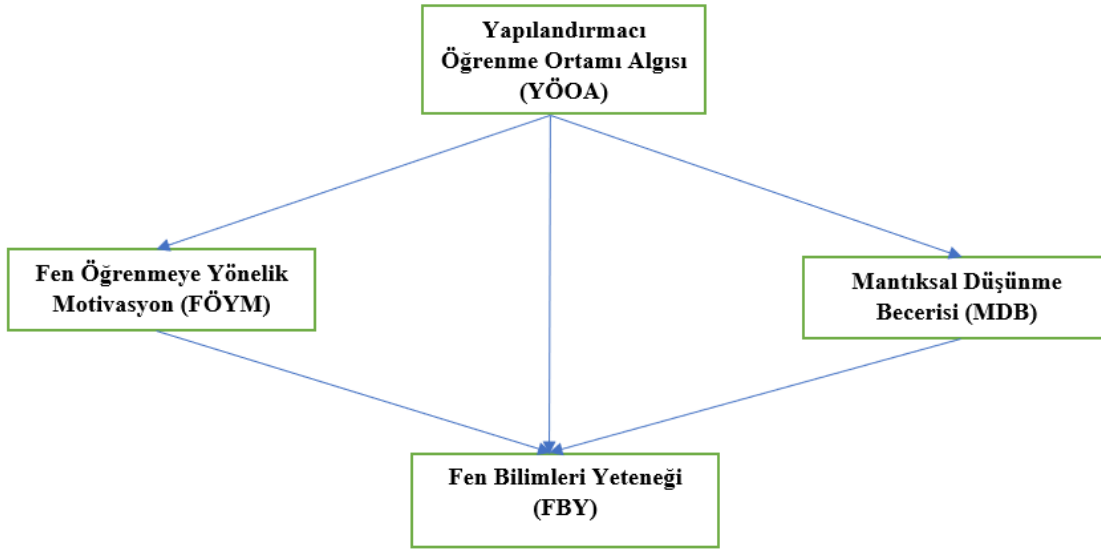 Yapılandırmacı
Öğrenme Ortamı Algısı
(YÖOA)
Fen Öğrenmeye Yönelik
Motivasyon (FÖYM)
Mantıksal Düşünme
Becerisi (MDB)
Fen Bilimleri Yeteneği
(FBY)